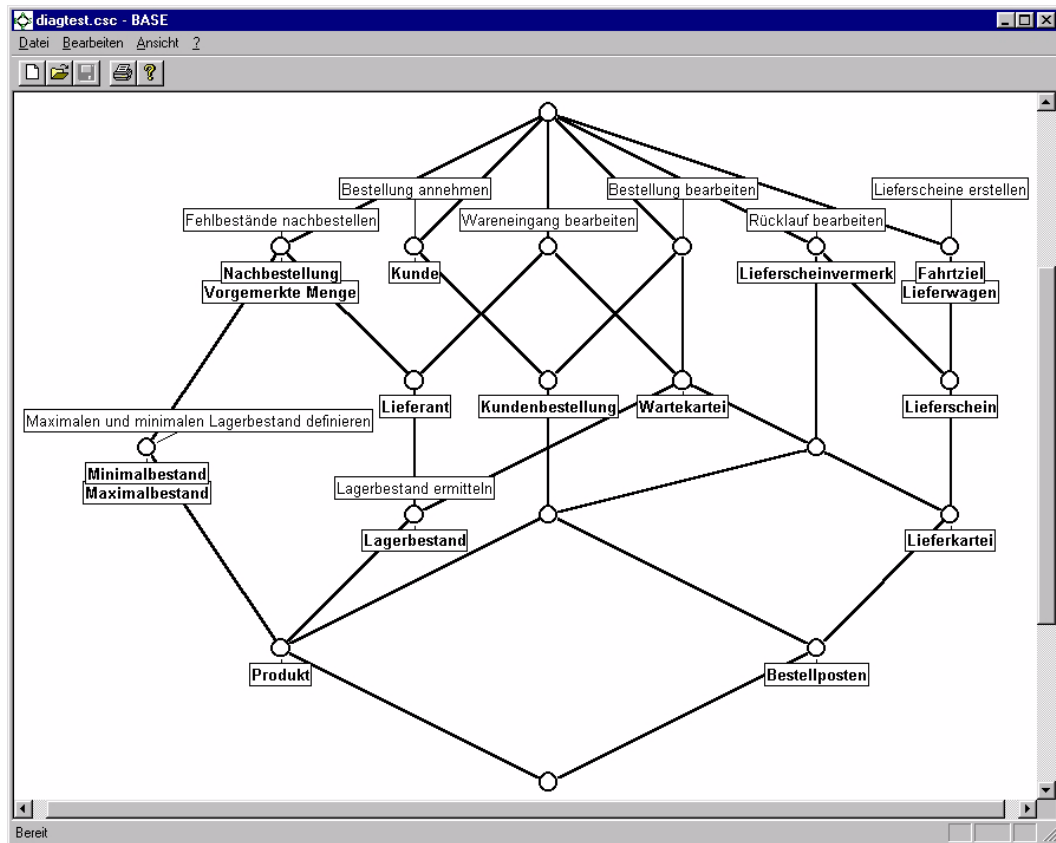 diagtest.csc - BASE
Datei Bearbeiten Ansicht ?
Bestellung annehmen
Bestellung bearbeiten
Lieferscheine erstellen
Fehlbestände nachbestellen
Wareneingang bearbeiten
Rücklauf bearbeiten
Nachbestellung
Vorgemerkte Menge
Kunde
Lieferscheinvermerk
Fahrtziel
Lieferwagen
Lieferant
Kundenbestellung
Wartekartei
Lieferschein
Maximalen und minimalen Lagerbestand definieren
Minimalbestand
Maximalbestand
Lagerbestand ermitteln
Lagerbestand
Lieferkartei
Produkt
Bestellposten
Bereit